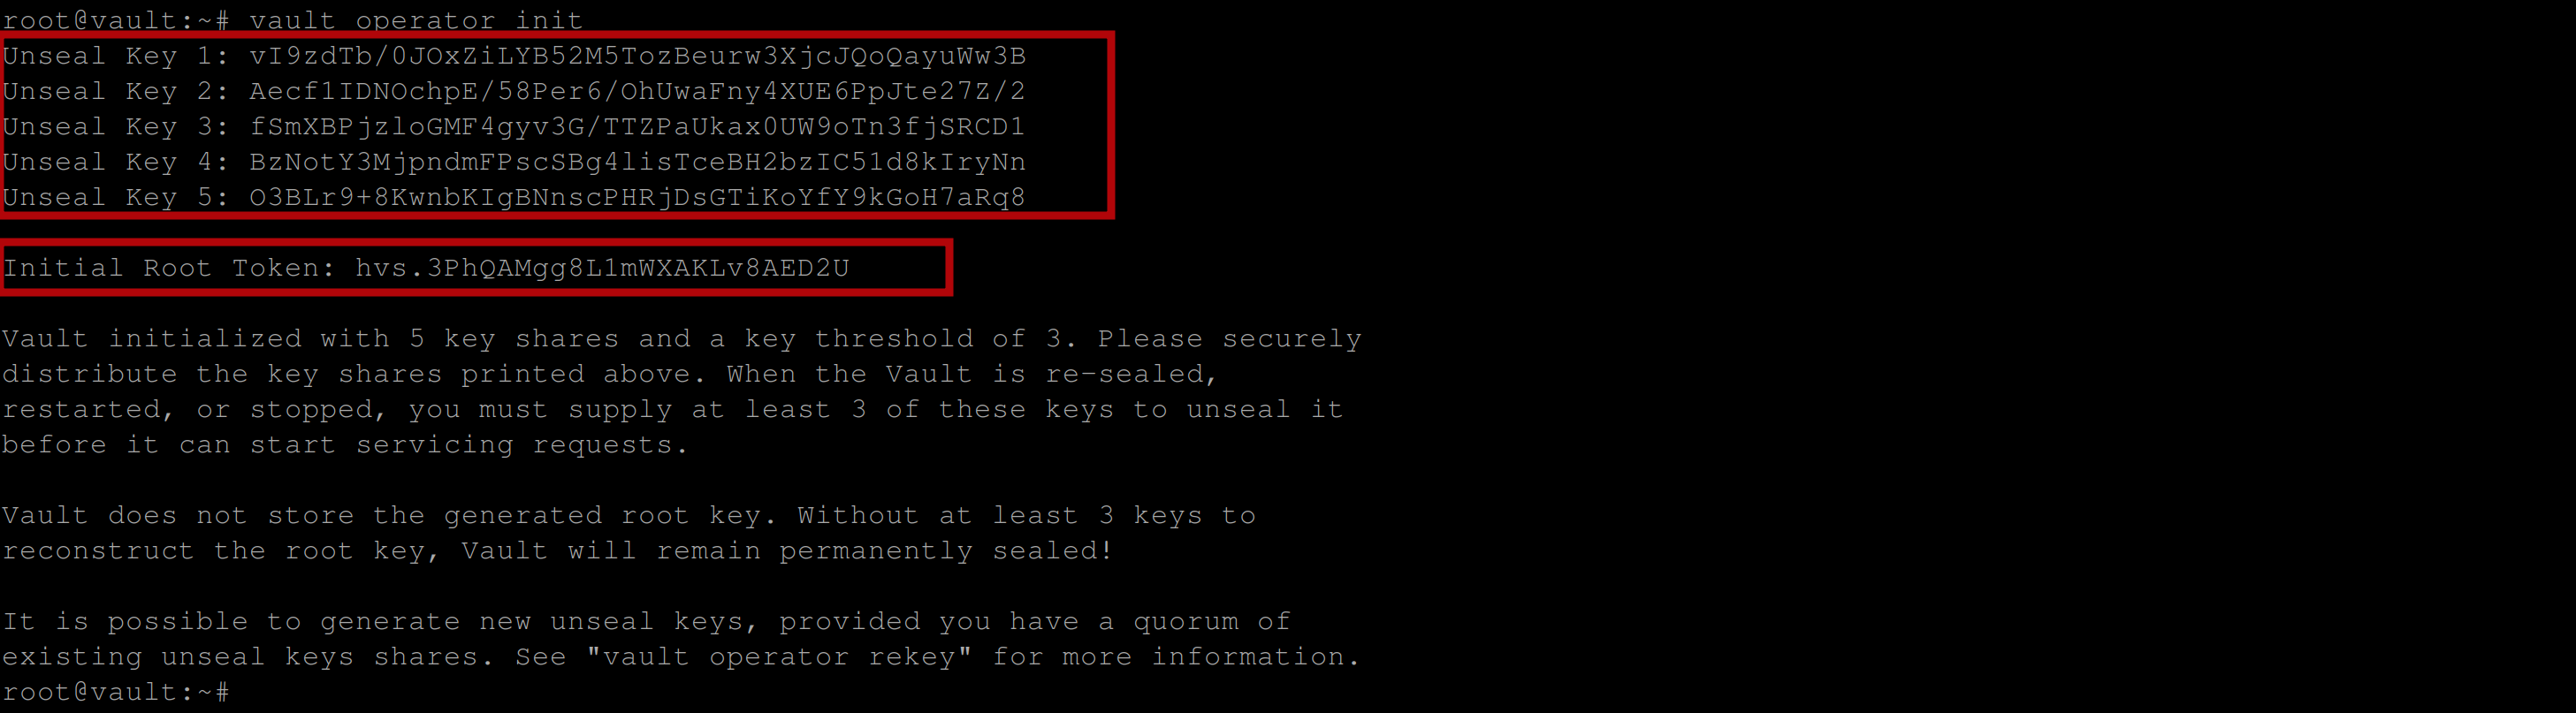 root@vault:~# vault operator init
Unseal Key 1: vI9zdTb/0JOxZiLYB52M5TozBeurw3XjcJQoQayuWw3B
Unseal Key 2: Aecf1IDNOchpE/58Per6/OhUwaFny4XUE6PpJte27Z/2
Unseal Key 3: fSmXBPjzloGMF4gyv3G/TTZPaUkax0UW9oTn3fjSRCD1
Unseal Key 4: BzNotY3MjpndmFPscSBg4lisTceBH2bzIC51d8kIryNn
Unseal Key 5: O3BLr9+8KwnbKIgBNnscPHRjDsGTiKoYfY9kGoH7aRq8
Initial Root Token: hvs.3PhQAMgg8L1mWXAKLv8AED2U
Vault initialized with 5 key shares and a key threshold of 3. Please securely
distribute the key shares printed above. When the Vault is re-sealed,
restarted, or stopped, you must supply at least 3 of these keys to unseal it
before it can start servicing requests.
Vault does not store the generated root key. Without at least 3 keys to
reconstruct the root key, Vault will remain permanently sealed!
It is possible to generate new unseal keys, provided you have a quorum of
existing unseal keys shares. See "vault operator rekey" for more information.
root@vault:~#